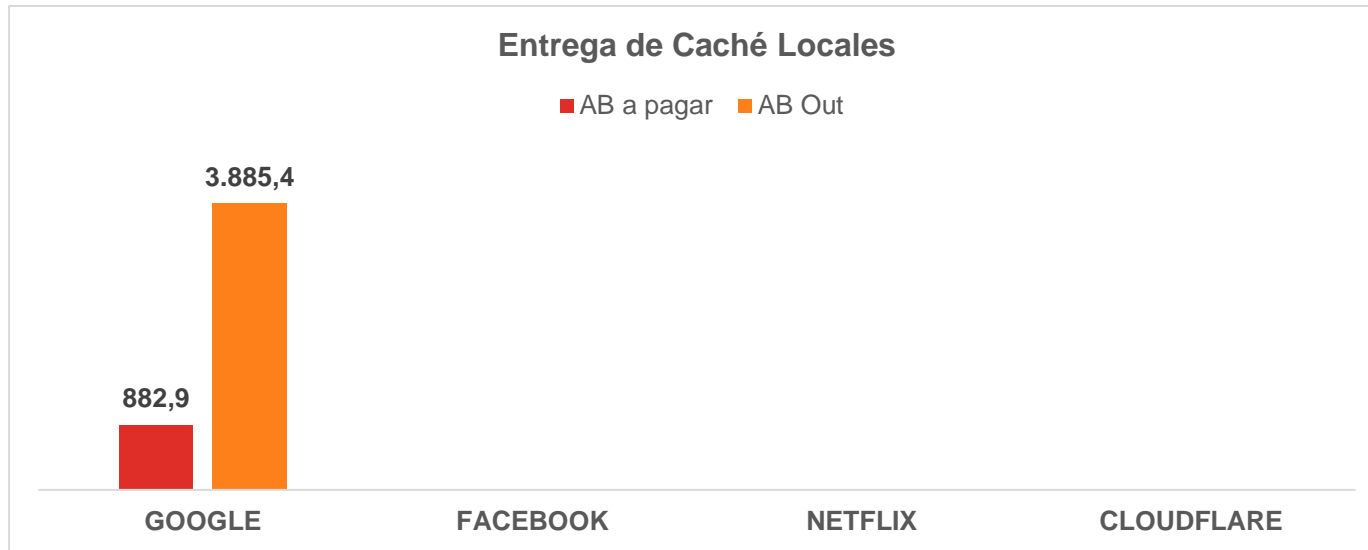 Entrega de Caché Locales
AB a pagar AB Out
3.885,4
882,9
GOOGLE FACEBOOK NETFLIX CLOUDFLARE